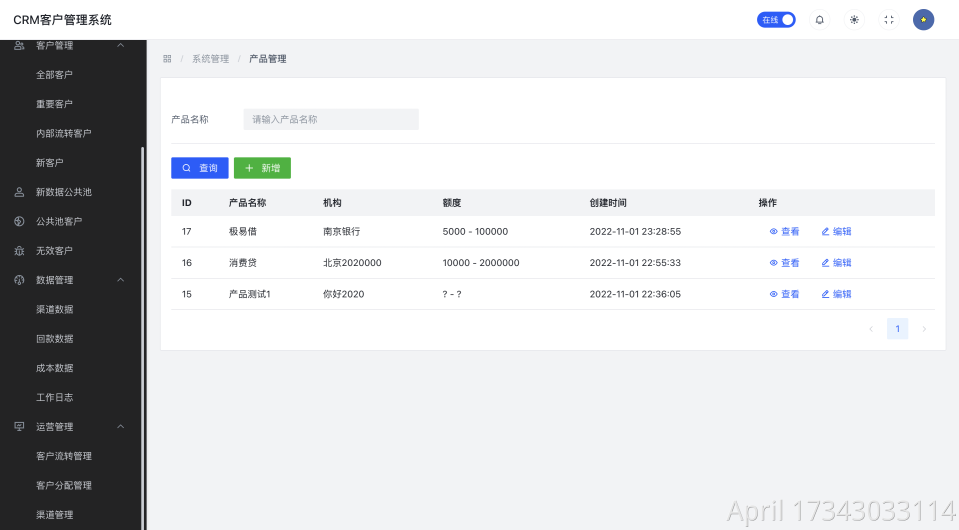 CRM客户管理系统
在线
客户管理
全部客户
重要客户
内部流转客户
新客户
新数据公共池
公共池客户
无效客户
数据管理
渠道数据
回款数据
成本数据
工作日志
运营管理
客户流转管理
客户分配管理
渠道管理
/ 系统管理 / 产品管理
产品名称 请输入产品名称
查询 新增
ID 产品名称 机构 额度 创建时间 操作
17 极易借 南京银行 5000 - 100000 2022-11-01 23:28:55 查看 编辑
16 消费贷 北京2020000 10000 - 2000000 2022-11-01 22:55:33 查看 编辑
15 产品测试1 你好2020 ? - ? 2022-11-01 22:36:05 查看 编辑
1
April 17343033114